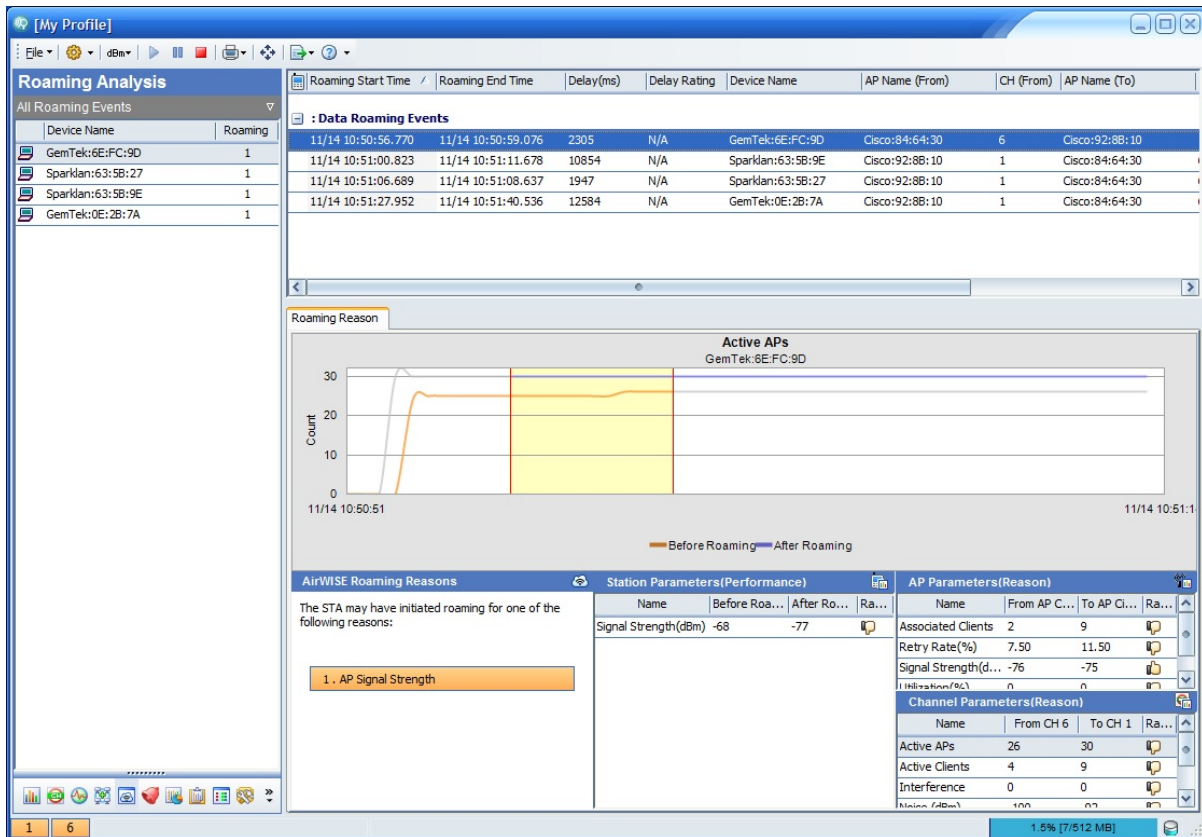 [My Profile]
File dBm
Roaming Analysis
All Roaming Events
Device Name Roaming
GemTek:6E:FC:9D 1
Sparklan:63:5B:27 1
Sparklan:63:5B:9E 1
GemTek:0E:2B:7A 1
Roaming Start Time Roaming End Time Delay(ms) Delay Rating Device Name AP Name (From) CH (From) AP Name (To)
: Data Roaming Events
11/14 10:50:56.770 11/14 10:50:59.076 2305 N/A GemTek:6E:FC:9D Cisco:84:64:30 6 Cisco:92:8B:10
11/14 10:51:00.823 11/14 10:51:11.678 10854 N/A Sparklan:63:5B:9E Cisco:92:8B:10 1 Cisco:84:64:30
11/14 10:51:06.689 11/14 10:51:08.637 1947 N/A Sparklan:63:5B:27 Cisco:92:8B:10 1 Cisco:84:64:30
11/14 10:51:27.952 11/14 10:51:40.536 12584 N/A GemTek:0E:2B:7A Cisco:92:8B:10 1 Cisco:84:64:30
Roaming Reason
Active APs
GemTek:6E:FC:9D
Count
30
20
10
0
11/14 10:50:51 11/14 10:51:1
Before Roaming After Roaming
AirWISE Roaming Reasons
The STA may have initiated roaming for one of the
following reasons:
1 . AP Signal Strength
Station Parameters(Performance)
Name Before Roa... After Ro... Ra...
Signal Strength(dBm) -68 -77
AP Parameters(Reason)
Name From AP C... To AP Ci... Ra...
Associated Clients 2 9
Retry Rate(%) 7.50 11.50
Signal Strength(d... -76 -75
Utilization(%) 0 0
Channel Parameters(Reason)
Name From CH 6 To CH 1 Ra...
Active APs 26 30
Active Clients 4 9
Interference 0 0
Noise (dBm) -100 -92
1 6
1.5% [7/512 MB]